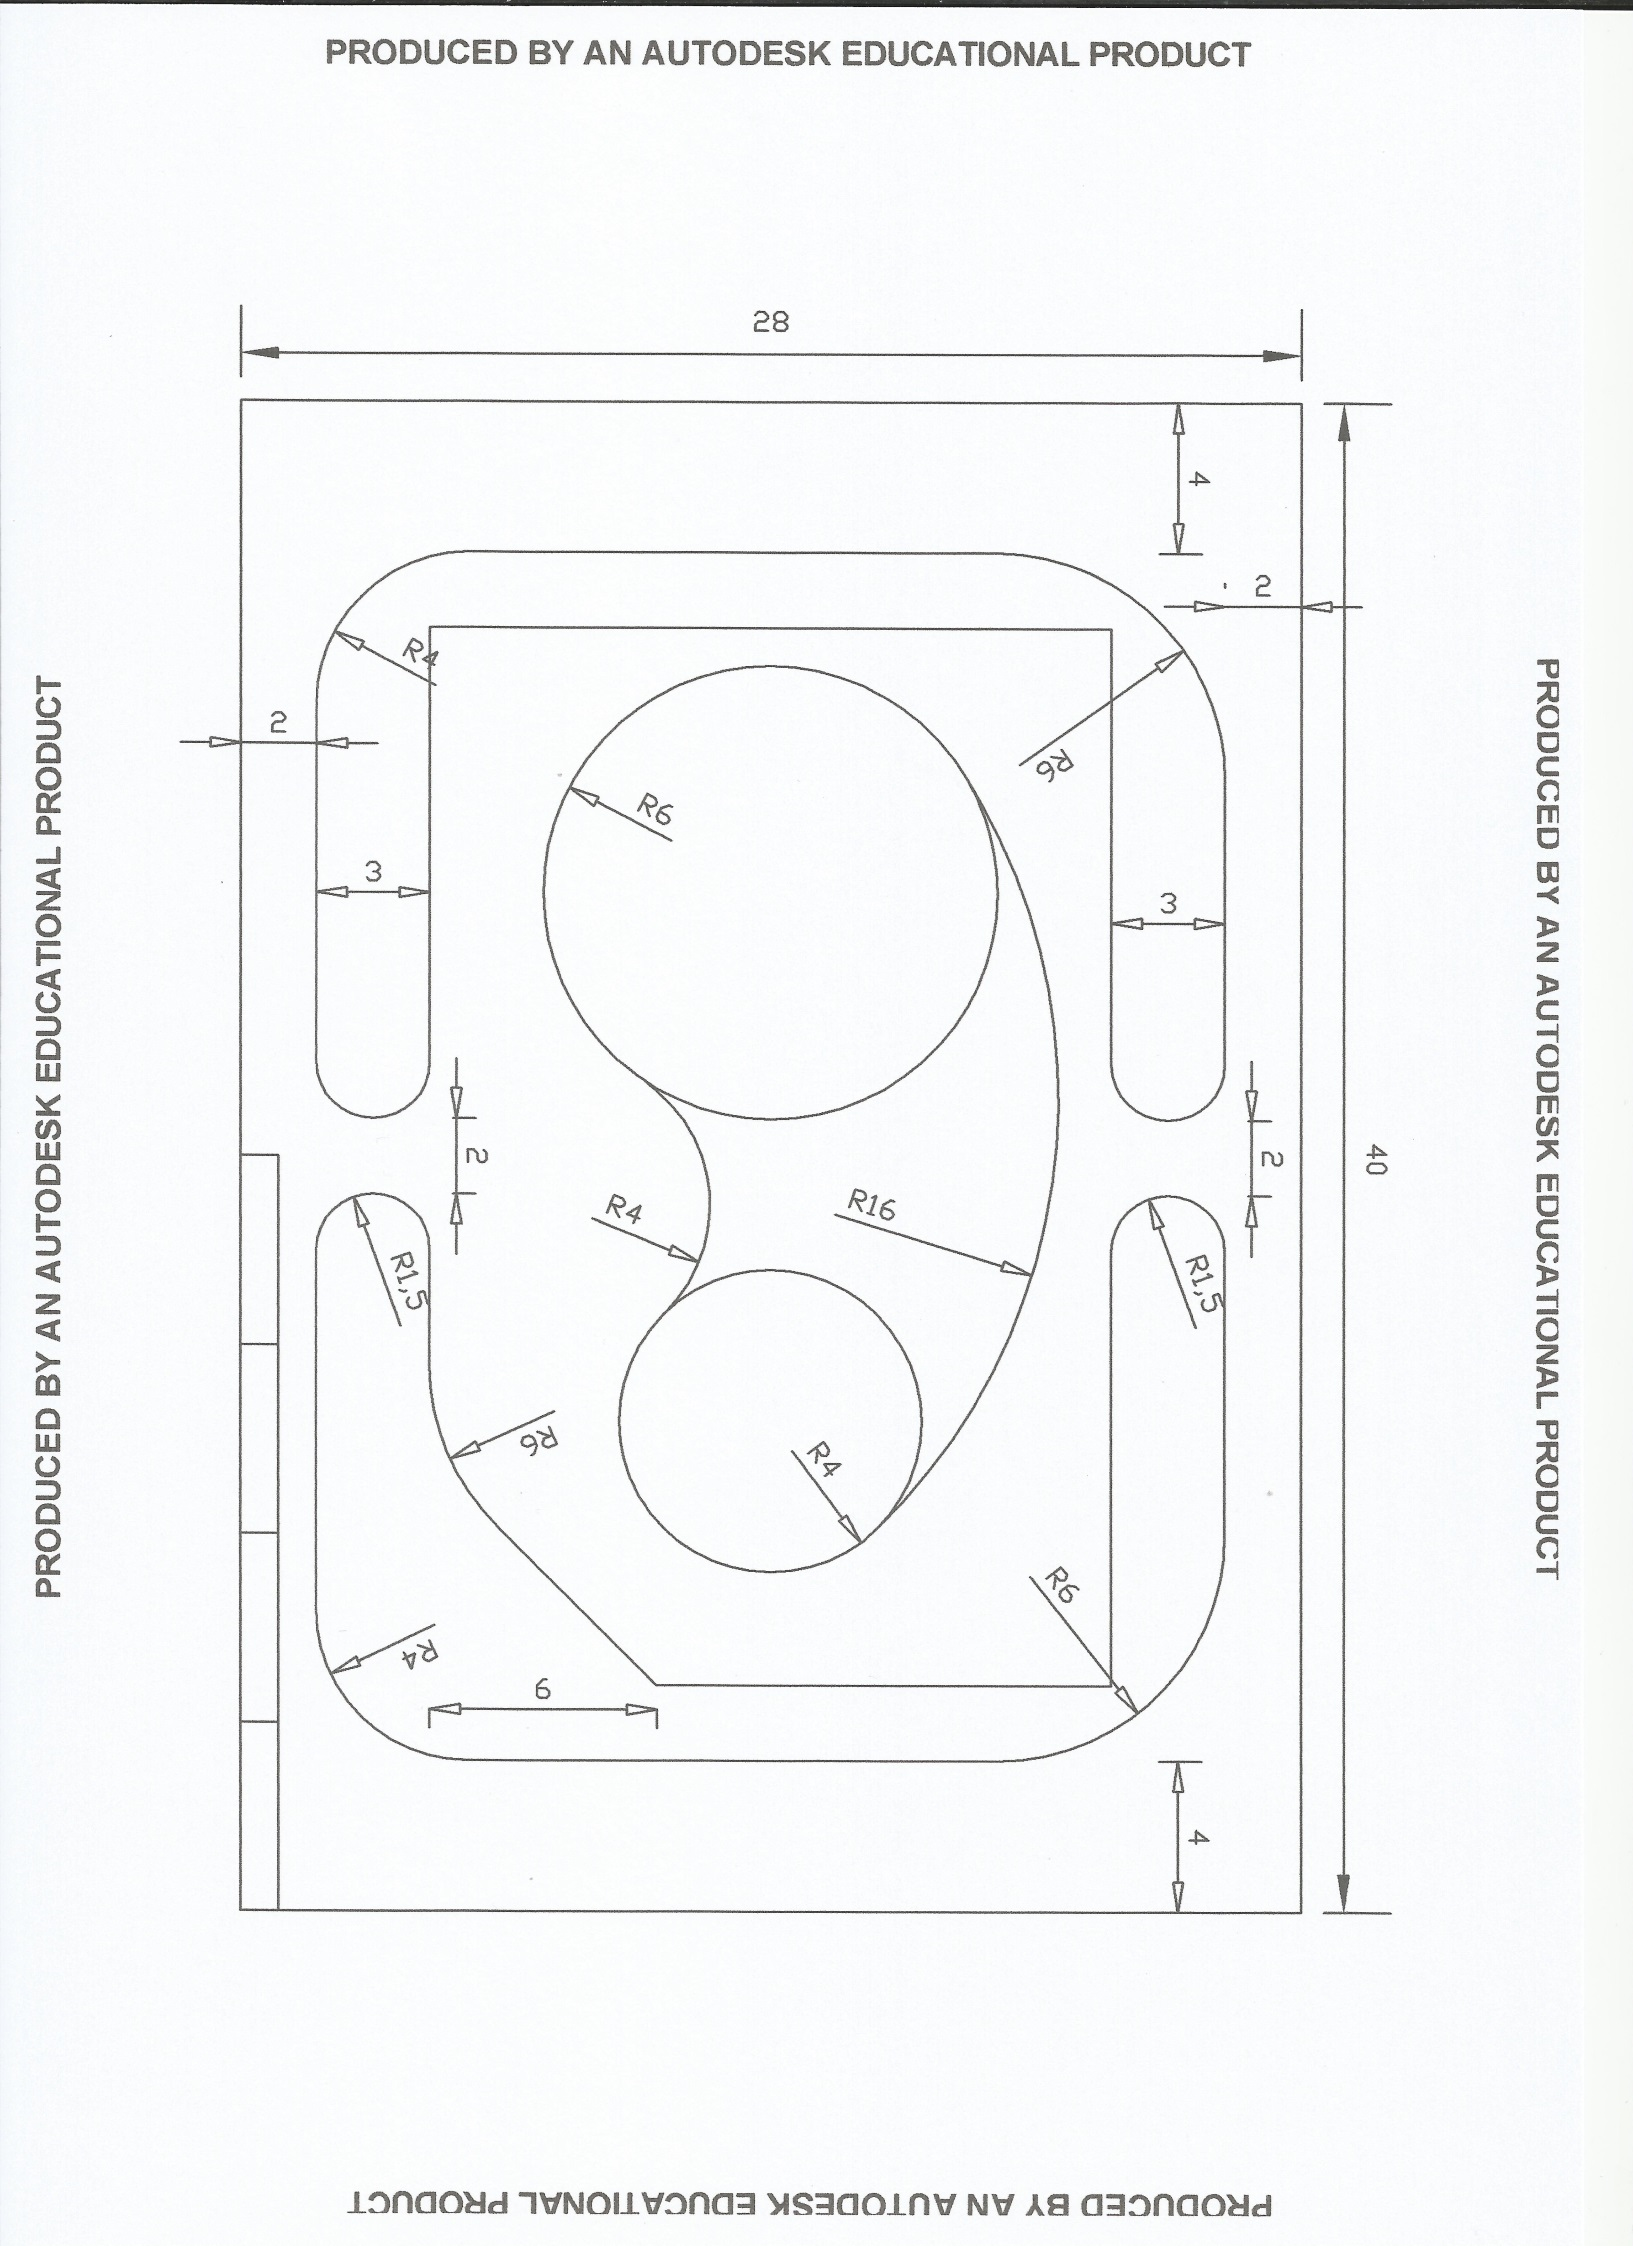 PRODUCED BY AN AUTODESK EDUCATIONAL PRODUCT
28
4
2
R4
R6
2
R6
3
3
2
2
40
R4
R16
R1,5
R1,5
R6
R4
R6
R4
6
4
PRODUCED BY AN AUTODESK EDUCATIONAL PRODUCT
PRODUCED BY AN AUTODESK EDUCATIONAL PRODUCT
PRODUCED BY AN AUTODESK EDUCATIONAL PRODUCT